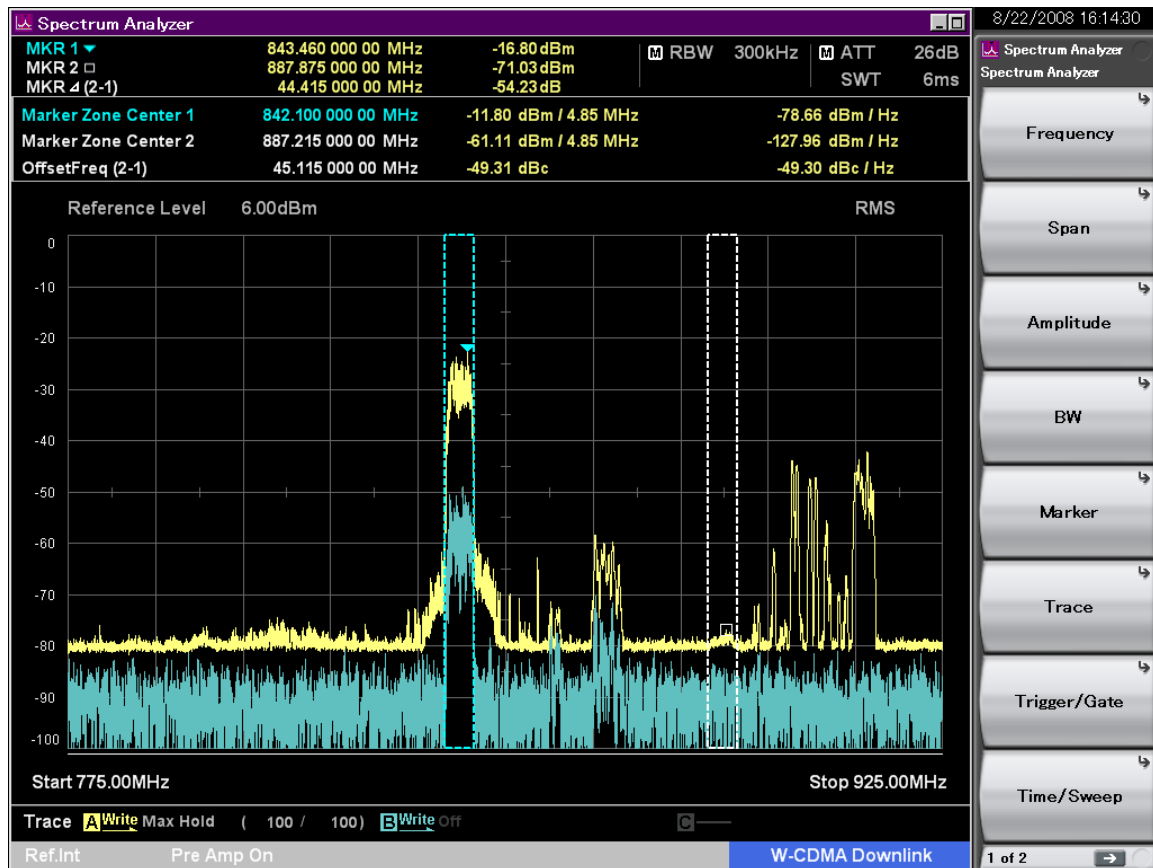 Spectrum Analyzer
8/22/2008 16:14:30
MKR 1 843.460 000 00 MHz -16.80 dBm
MKR 2 887.875 000 00 MHz -71.03 dBm
MKR (2-1) 44.415 000 00 MHz -54.23 dB
M RBW 300kHz M ATT 26dB
SWT 6ms
Marker Zone Center 1 842.100 000 00 MHz -11.80 dBm / 4.85 MHz -78.66 dBm / Hz
Marker Zone Center 2 887.215 000 00 MHz -61.11 dBm / 4.85 MHz -127.96 dBm / Hz
OffsetFreq (2-1) 45.115 000 00 MHz -49.31 dBc -49.30 dBc / Hz
Reference Level 6.00dBm RMS
0
-10
-20
-30
-40
-50
-60
-70
-80
-90
-100
Start 775.00MHz Stop 925.00MHz
Trace A Write Max Hold ( 100 / 100) B Write Off C
Ref.Int Pre Amp On W-CDMA Downlink
Spectrum Analyzer
Spectrum Analyzer
Frequency
Span
Amplitude
BW
Marker
Trace
Trigger/Gate
Time/Sweep
1 of 2